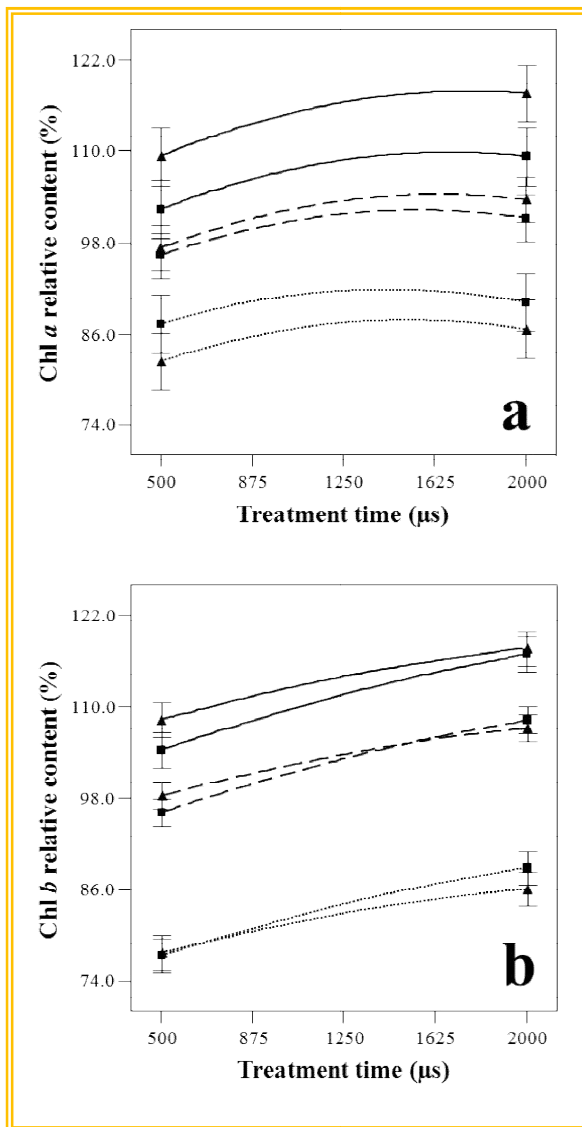 122.0
110.0
98.0
86.0
74.0
Chl a relative content (%)
a
500 875 1250 1625 2000
Treatment time (µs)
122.0
110.0
98.0
86.0
74.0
Chl b relative content (%)
b
500 875 1250 1625 2000
Treatment time (µs)